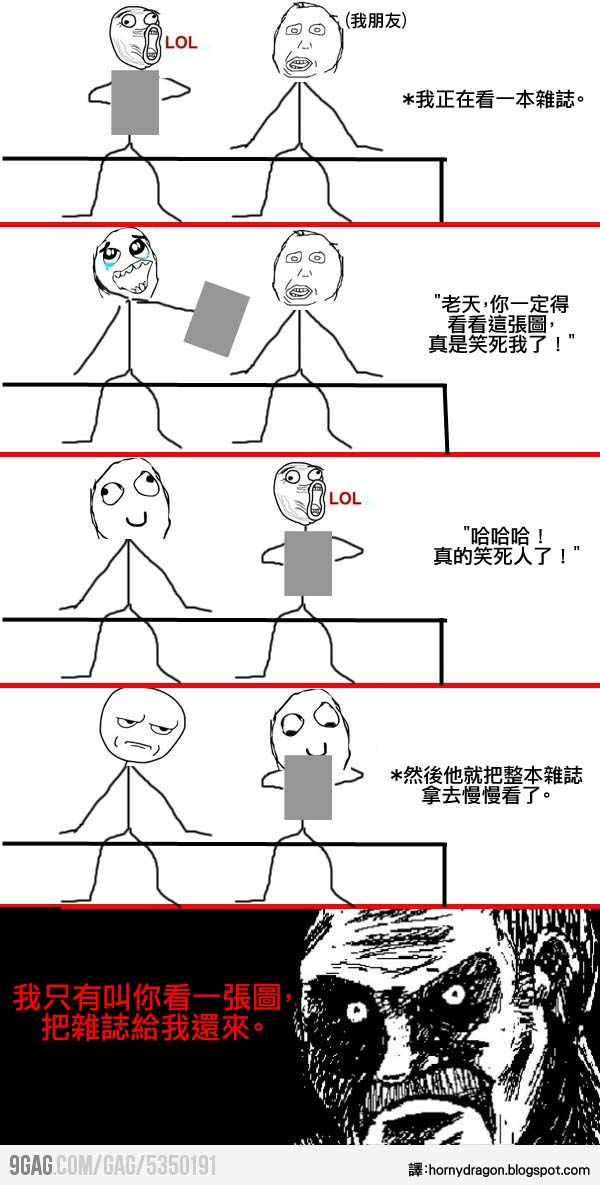 LOL
(我朋友)
*我正在看一本雜誌。
"老天，你一定得
看看這張圖，
真是笑死我了！"
LOL
"哈哈哈！
真的笑死人了！"
*然後他就把整本雜誌
拿去慢慢看了。
我只有叫你看一張圖，
把雜誌給我還來。
9GAG.COM/GAG/5350191
譯:hornydragon.blogspot.com